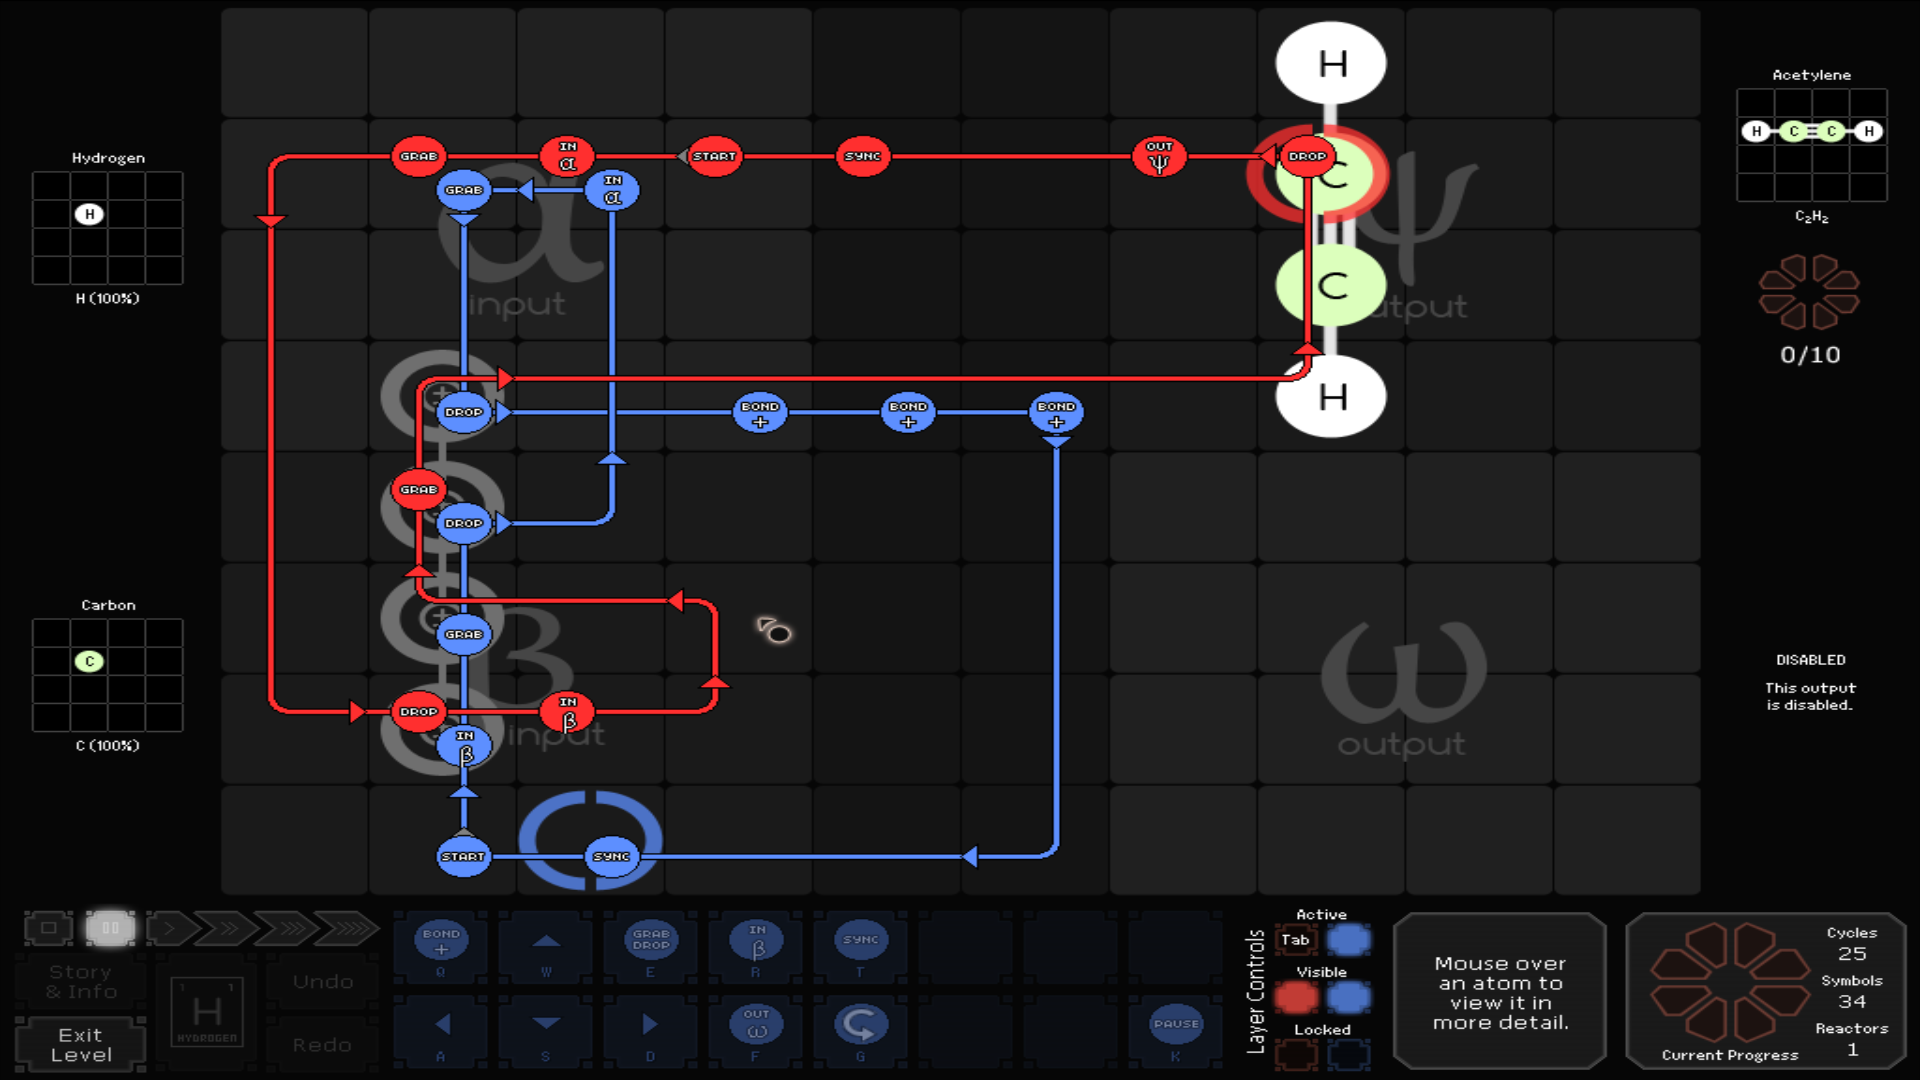 Hydrogen
H
H (100%)
Carbon
C
C (100%)
GRAB
IN
α
START
SYNC
OUT
ψ
DROP
H
C
C
H
GRAB
IN
α
α
input
ψ
DROP
BOND
+
BOND
+
BOND
+
GRAB
DROP
GRAB
DROP
IN
β
IN
β
β
input
START
SYNC
ω
output
Acetylene
H C C H
C₂H₂
0/10
DISABLED
This output
is disabled.
Story
& Info
Exit
Level
1 1
H
HYDROGEN
Undo
Redo
BOND
+
Q
W
GRAB
DROP
E
IN
β
R
SYNC
T
A
S
D
OUT
ω
F
G
PAUSE
K
Layer Controls
Active
Tab
Visible
Locked
Mouse over
an atom to
view it in
more detail.
Cycles
25
Symbols
34
Reactors
1
Current Progress